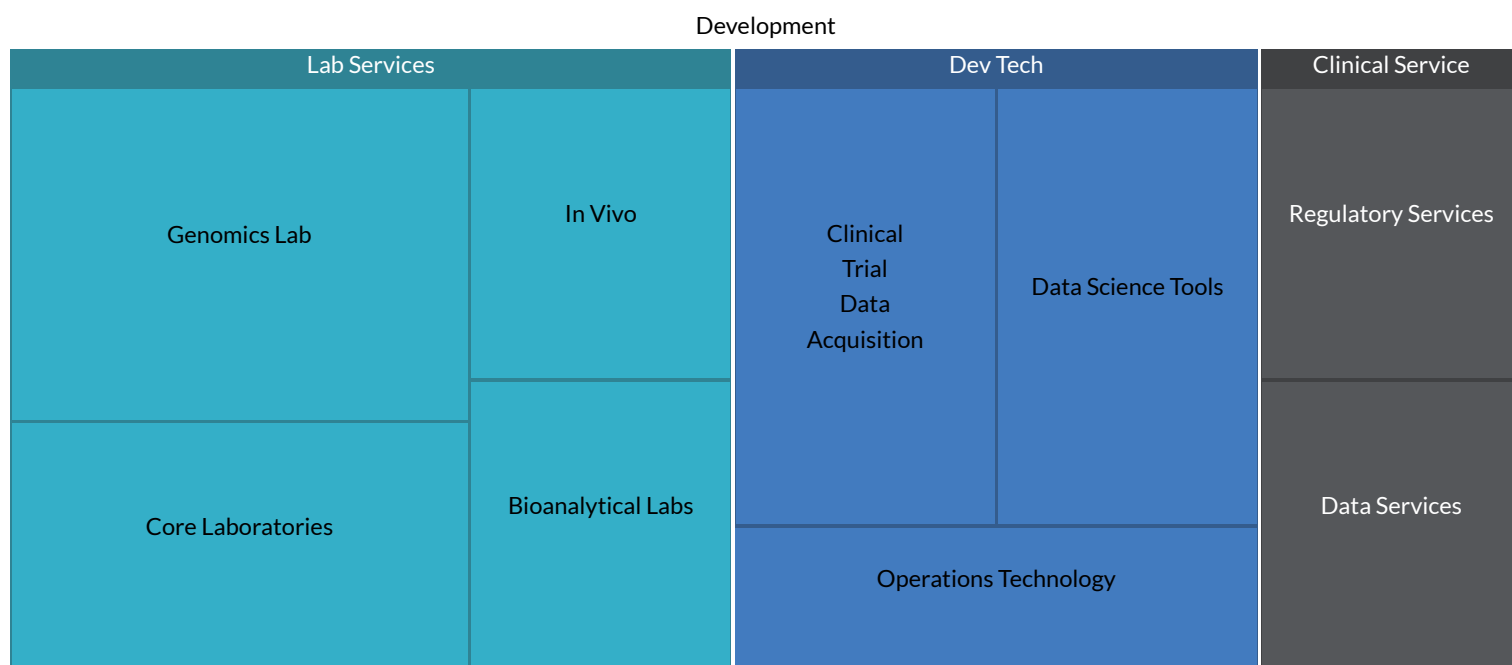 Development
Lab Services
Genomics Lab
In Vivo
Core Laboratories
Bioanalytical Labs
Dev Tech
Clinical
Trial
Data
Acquisition
Data Science Tools
Operations Technology
Clinical Service
Regulatory Services
Data Services